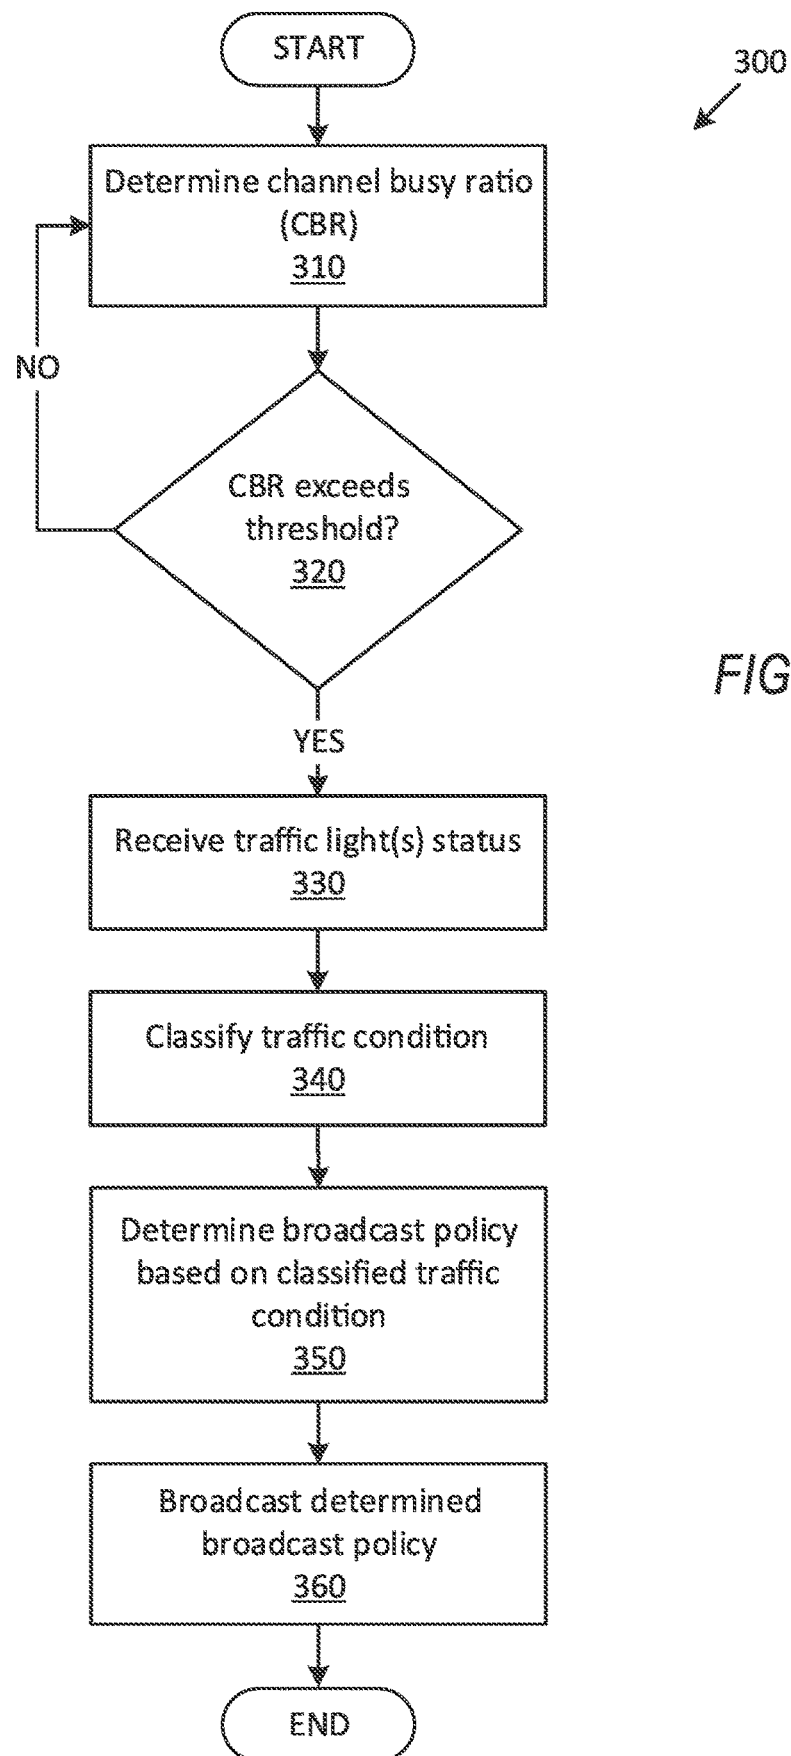 START
300
Determine channel busy ratio
(CBR)
310
NO
CBR exceeds
threshold?
320
FIG
YES
Receive traffic light(s) status
330
Classify traffic condition
340
Determine broadcast policy
based on classified traffic
condition
350
Broadcast determined
broadcast policy
360
END